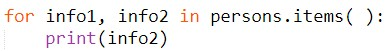 for info1, info2 in persons.items( ):
    print(info2)